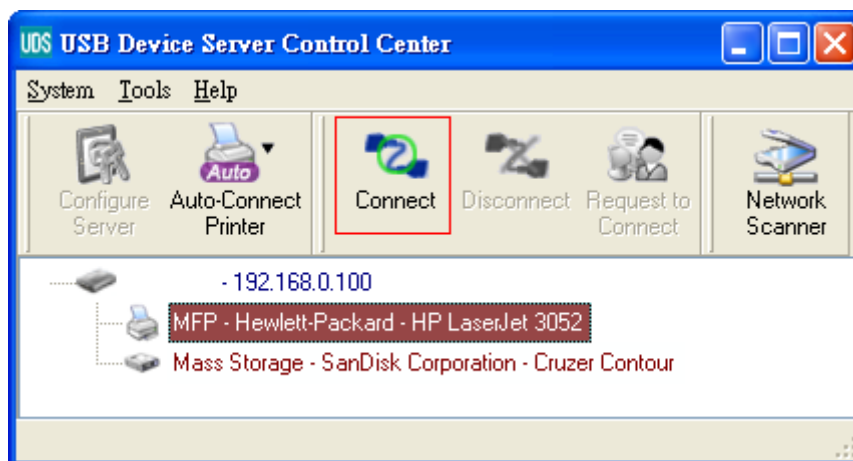 UDS USB Device Server Control Center
System Tools Help
Auto
Configure Server
Auto-Connect Printer
Connect
Disconnect
Request to Connect
Network Scanner
- 192.168.0.100
MFP - Hewlett-Packard - HP LaserJet 3052
Mass Storage - SanDisk Corporation - Cruzer Contour